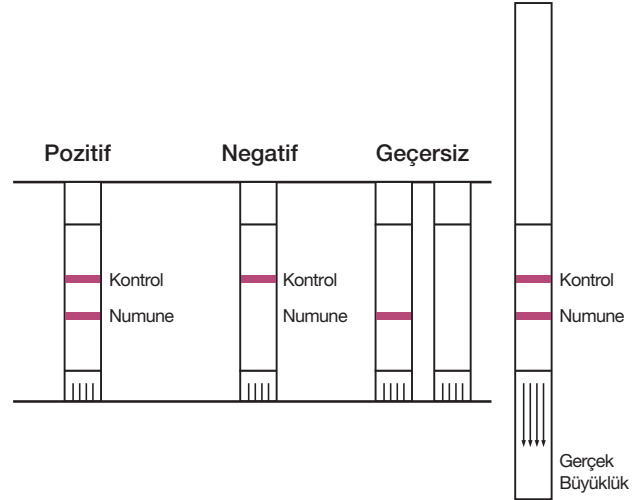 Pozitif
Negatif
Geçersiz
Kontrol
Numune
Kontrol
Numune
Kontrol
Numune
Gerçek
Büyüklük